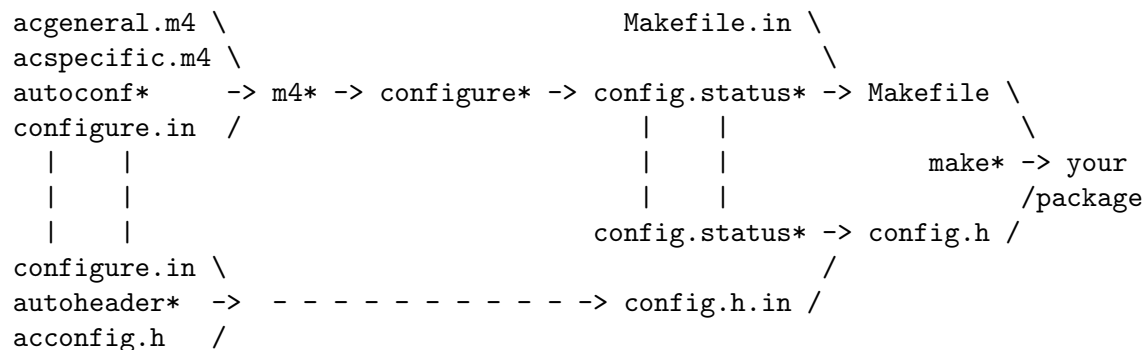 acgeneral.m4 \                         Makefile.in \
acspecific.m4 \                                     \
autoconf*     -> m4* -> configure* -> config.status* -> Makefile \
configure.in  /                          |    |                   \
  |    |                                 |    |             make* -> your
  |    |                                 |    |                   /package
  |    |                              config.status* -> config.h /
configure.in \                                      /
autoheader*  ->  - - - - - - - - - - -> config.h.in /
acconfig.h   /